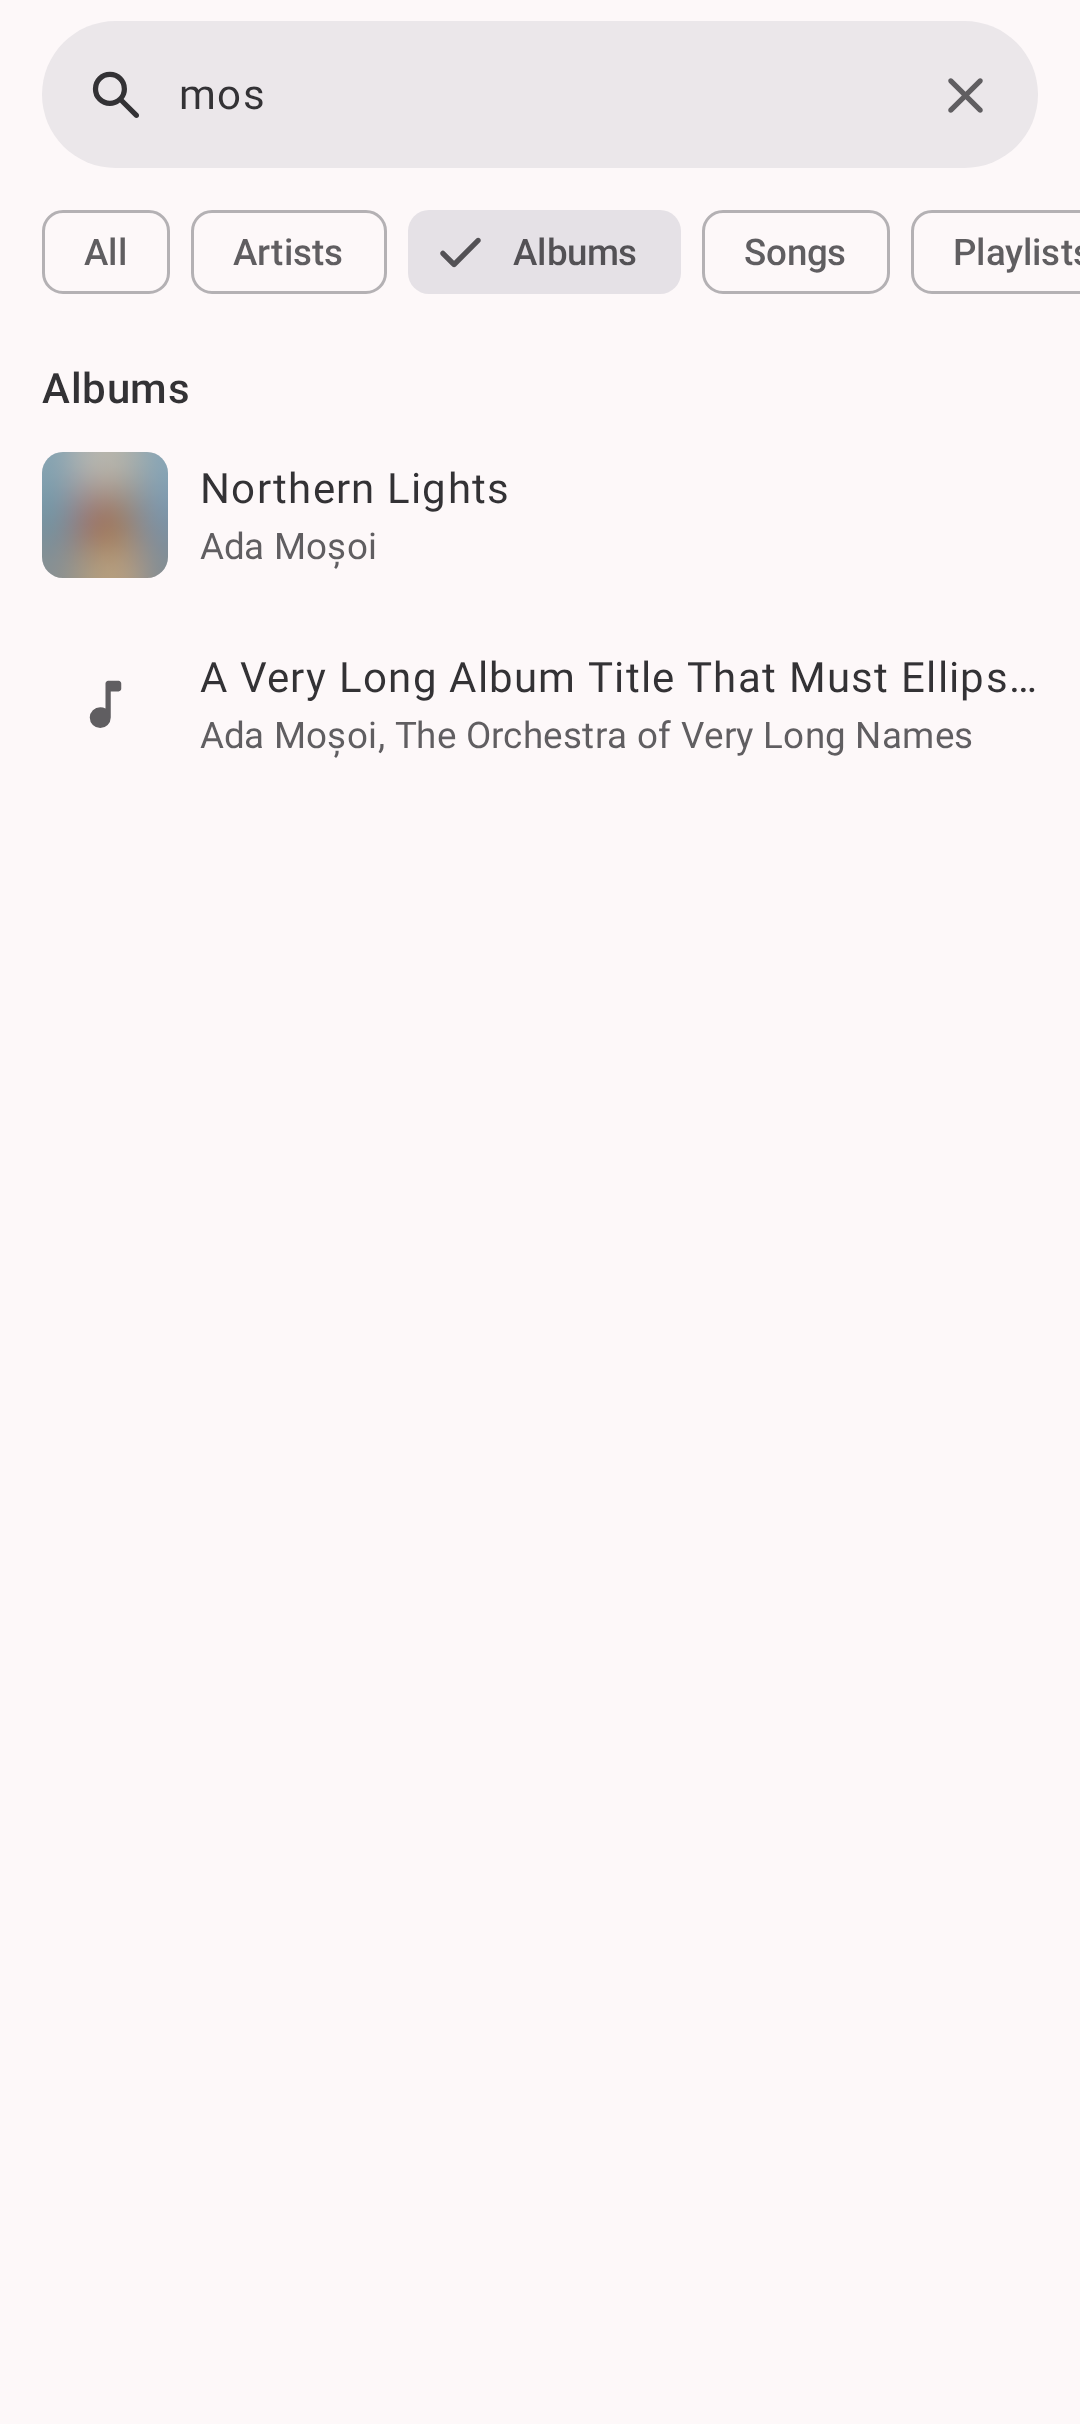 mos
All
Artists
Albums
Songs
Playlists
Albums
Northern Lights
Ada Moșoi
A Very Long Album Title That Must Ellips…
Ada Moșoi, The Orchestra of Very Long Names